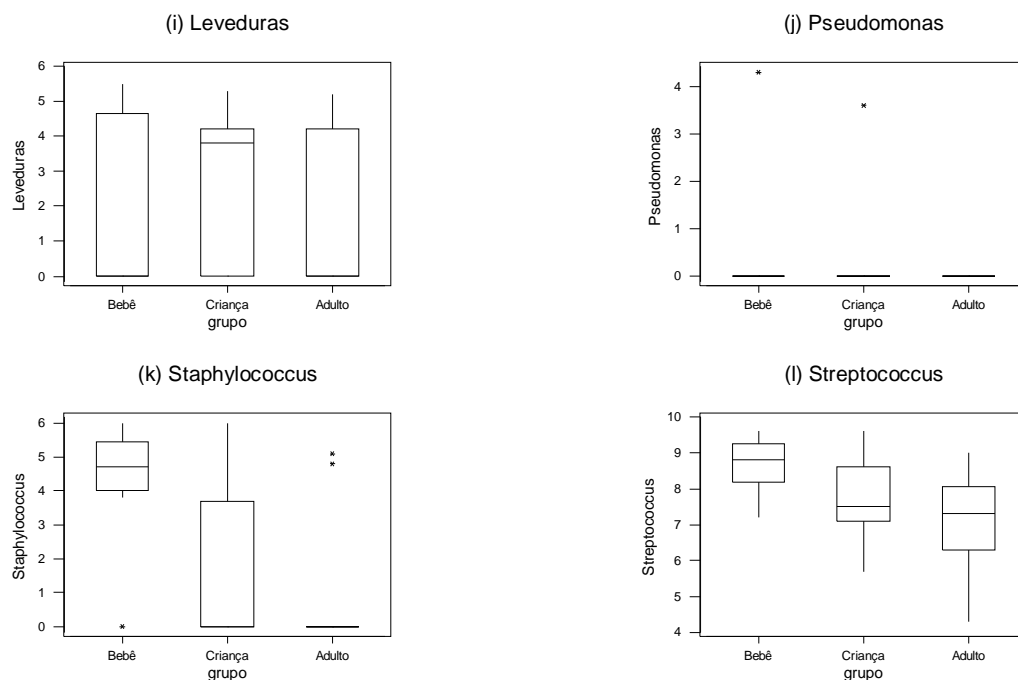 (i) Leveduras
6
5
4
3
2
1
0
Leveduras
Bebê Criança Adulto
grupo
(j) Pseudomonas
4
3
2
1
0
Pseudomonas
Bebê Criança Adulto
grupo
(k) Staphylococcus
6
5
4
3
2
1
0
Staphylococcus
Bebê Criança Adulto
grupo
(l) Streptococcus
10
9
8
7
6
5
4
Streptococcus
Bebê Criança Adulto
grupo